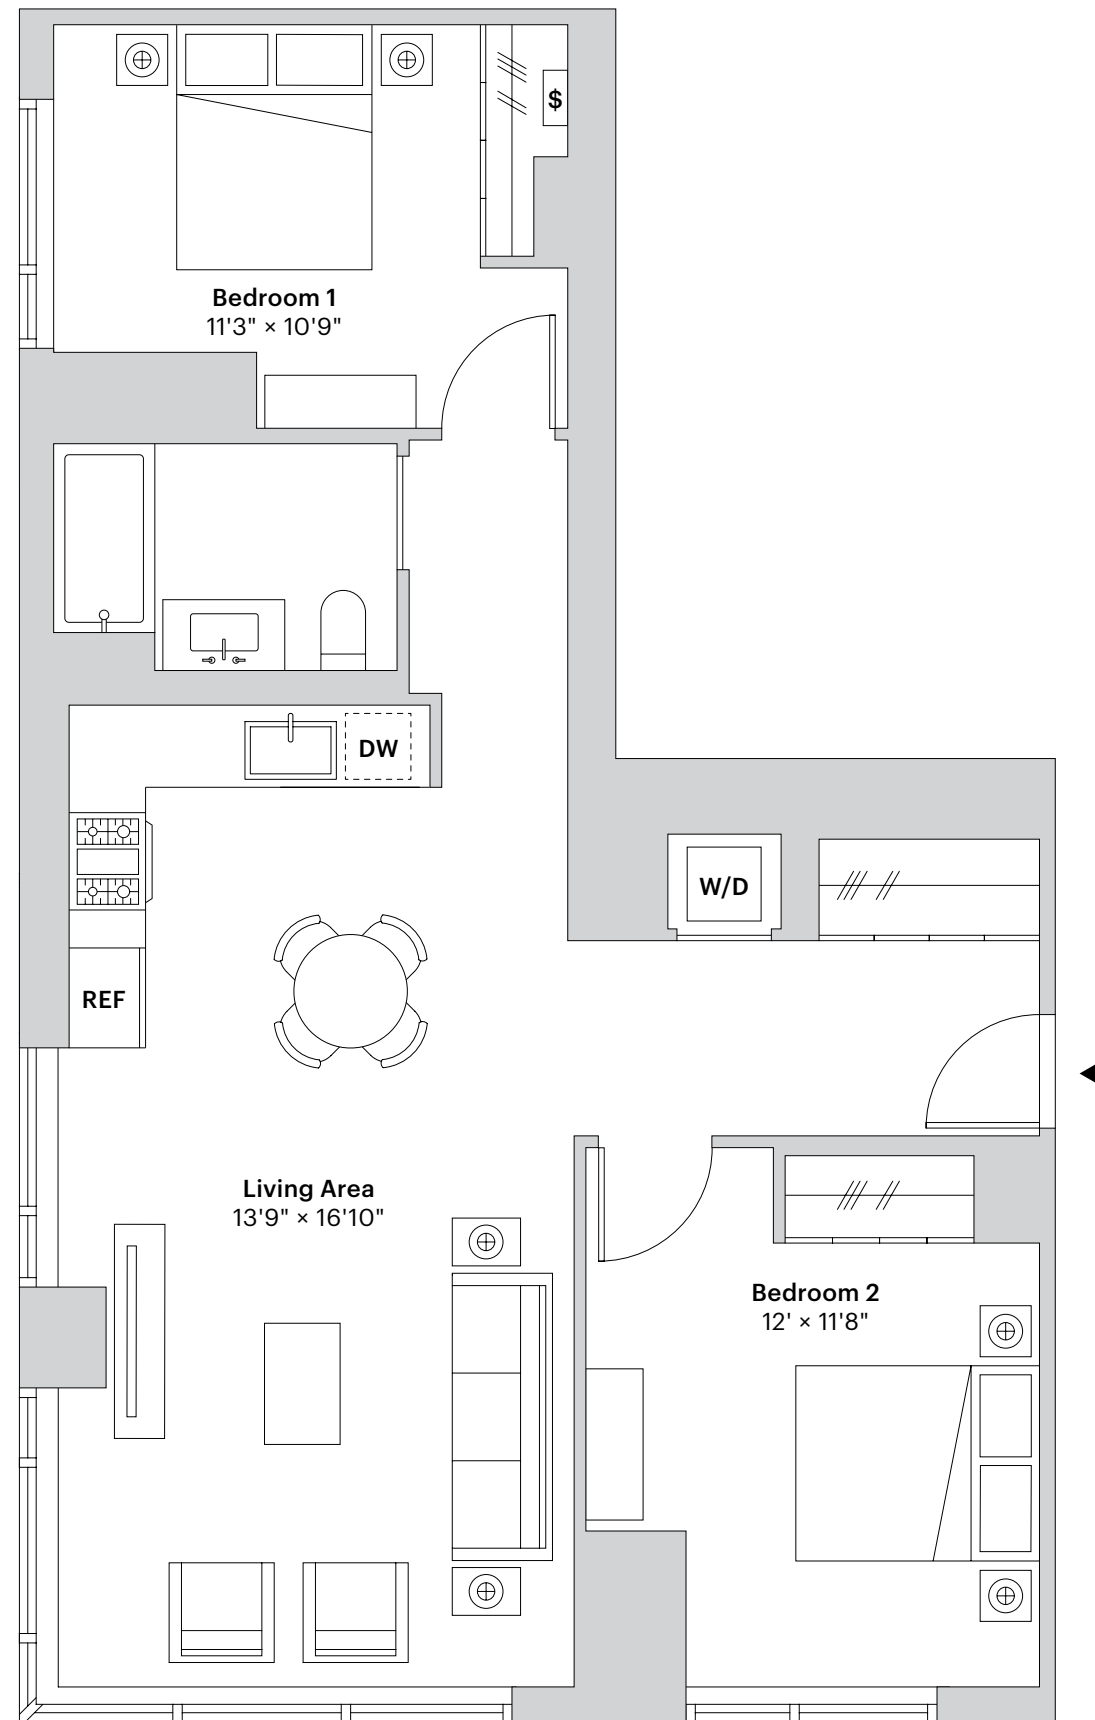 $
Bedroom 1
11'3" × 10'9"
DW
W/D
REF
Living Area
13'9" × 16'10"
Bedroom 2
12' × 11'8"